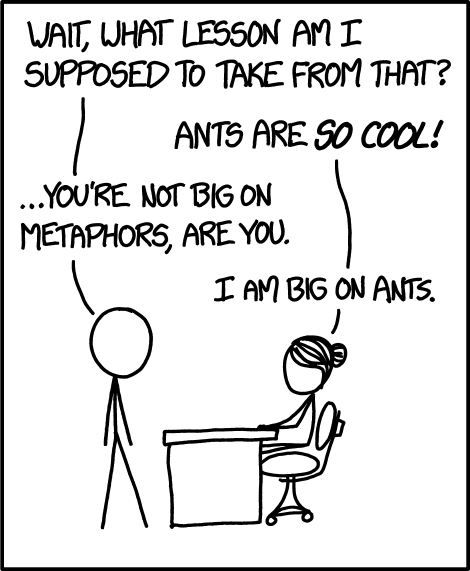 WAIT, WHAT LESSON AM I
SUPPOSED TO TAKE FROM THAT?
ANTS ARE SO COOL!
...YOU'RE NOT BIG ON
METAPHORS, ARE YOU.
I AM BIG ON ANTS.